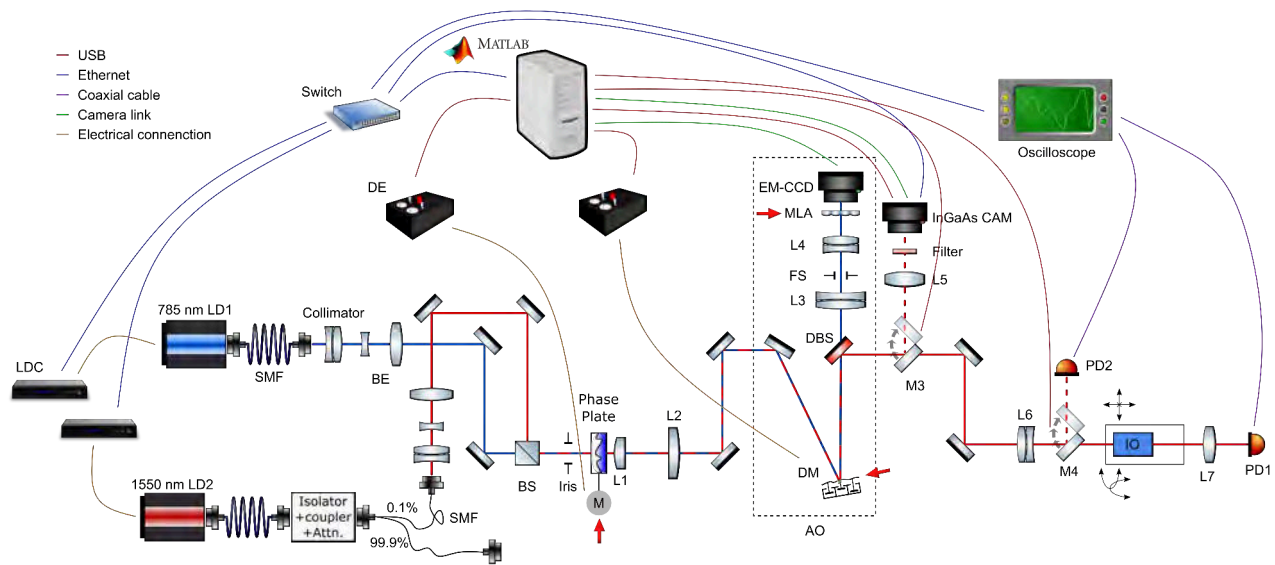 MATLAB
USB
Ethernet
Coaxial cable
Camera link
Electrical connenction
Switch
Oscilloscope
DE
EM-CCD
MLA
InGaAs CAM
L4
Filter
FS
L5
L3
785 nm LD1
Collimator
DBS
LDC
SMF
BE
M3
PD2
Phase
Plate
L2
L6
IO
DM
M4
L7
PD1
BS
Iris
L1
M
1550 nm LD2
Isolator
+coupler
+Attn.
0.1%
SMF
99.9%
AO